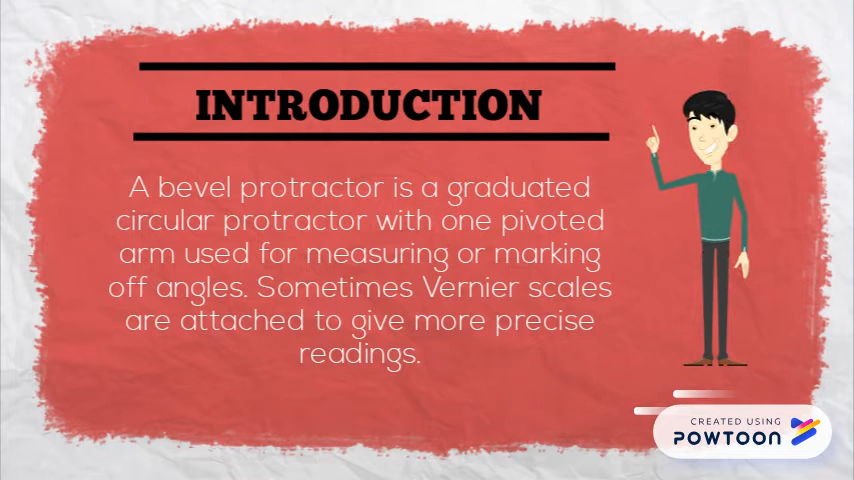 INTRODUCTION
A bevel protractor is a graduated
circular protractor with one pivoted
arm used for measuring or marking
off angles. Sometimes Vernier scales
are attached to give more precise
readings.
CREATED USING
POWTOON